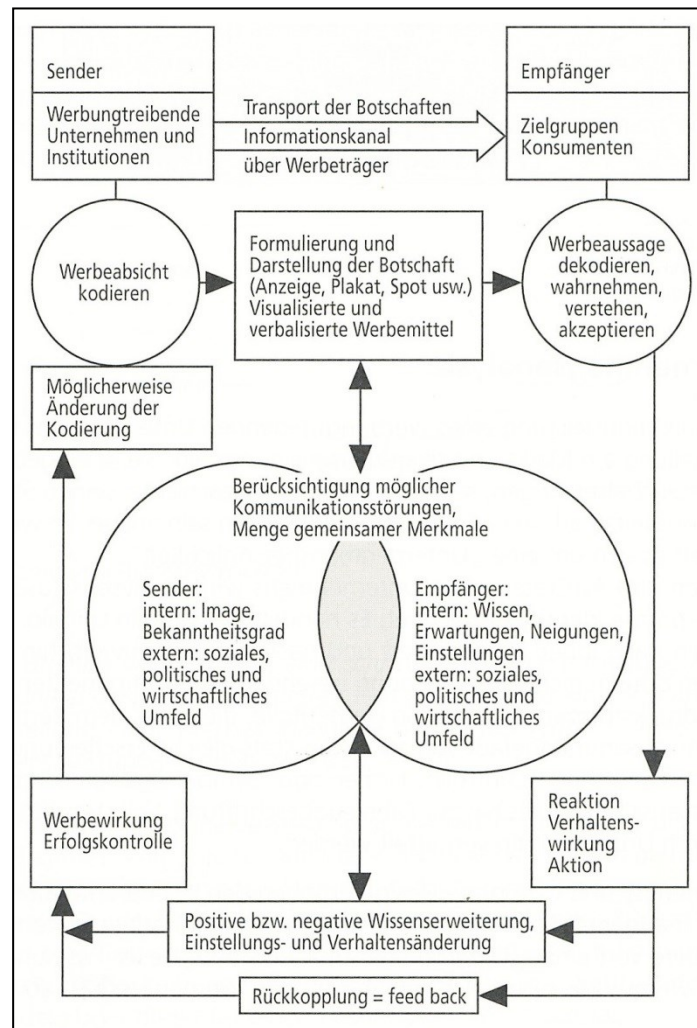 Sender
Werbungtreibende
Unternehmen und
Institutionen
Transport der Botschaften
Informationskanal
über Werbeträger
Empfänger
Zielgruppen
Konsumenten
Werbeabsicht
kodieren
Formulierung und
Darstellung der Botschaft
(Anzeige, Plakat, Spot usw.)
Visualisierte und
verbalisierte Werbemittel
Werbeaussage
dekodieren,
wahrnehmen,
verstehen,
akzeptieren
Möglicherweise
Änderung der
Kodierung
Berücksichtigung möglicher
Kommunikationsstörungen,
Menge gemeinsamer Merkmale
Sender:
intern: Image,
Bekanntheitsgrad
extern: soziales,
politisches und
wirtschaftliches
Umfeld
Empfänger:
intern: Wissen,
Erwartungen, Neigungen,
Einstellungen
extern: soziales,
politisches und
wirtschaftliches
Umfeld
Werbewirkung
Erfolgskontrolle
Reaktion
Verhaltens-
wirkung
Aktion
Positive bzw. negative Wissenserweiterung,
Einstellungs- und Verhaltensänderung
Rückkopplung = feed back